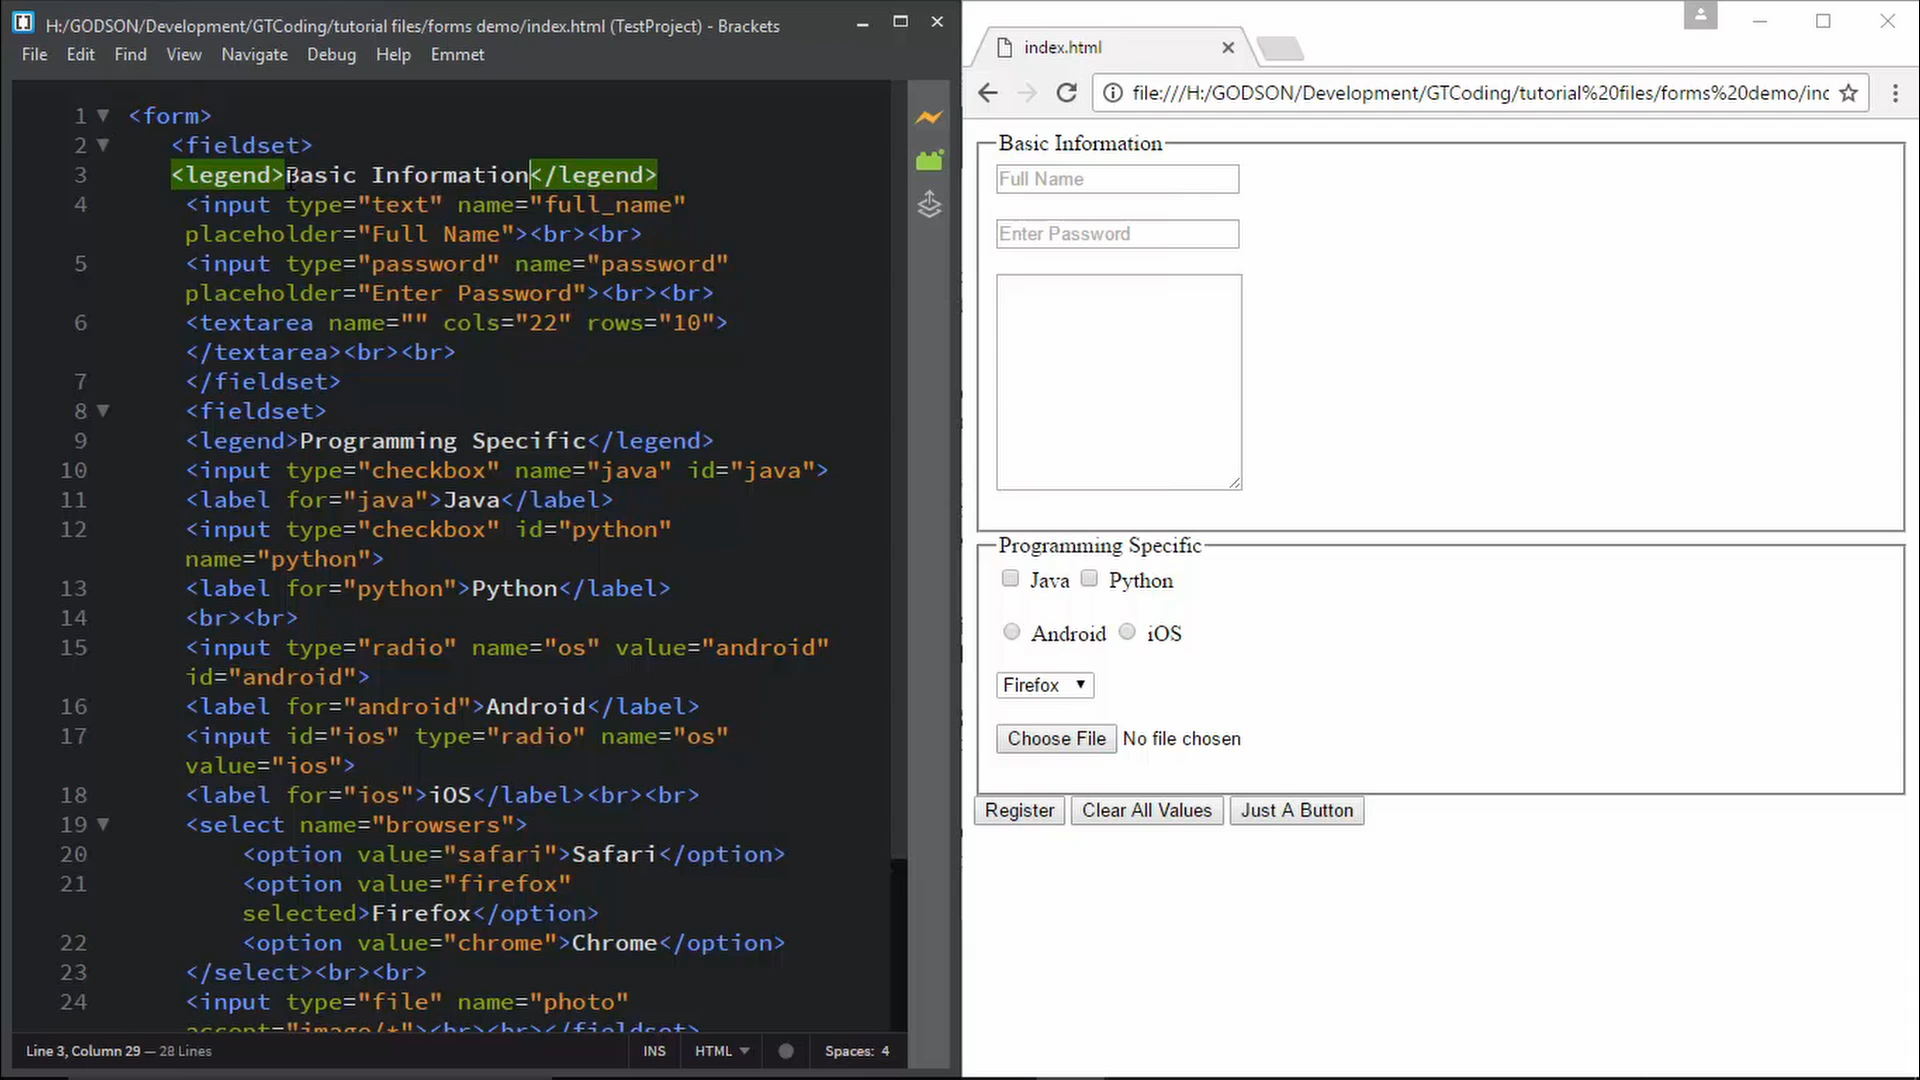 H:/GODSON/Development/GTCoding/tutorial files/forms demo/index.html (TestProject) - Brackets
File Edit Find View Navigate Debug Help Emmet
1 <form>
2 <fieldset>
3 <legend>Basic Information</legend>
4 <input type="text" name="full_name"
placeholder="Full Name"><br><br>
5 <input type="password" name="password"
placeholder="Enter Password"><br><br>
6 <textarea name="" cols="22" rows="10">
</textarea><br><br>
7 </fieldset>
8 <fieldset>
9 <legend>Programming Specific</legend>
10 <input type="checkbox" name="java" id="java">
11 <label for="java">Java</label>
12 <input type="checkbox" id="python"
name="python">
13 <label for="python">Python</label>
14 <br><br>
15 <input type="radio" name="os" value="android"
id="android">
16 <label for="android">Android</label>
17 <input id="ios" type="radio" name="os"
value="ios">
18 <label for="ios">iOS</label><br><br>
19 <select name="browsers">
20 <option value="safari">Safari</option>
21 <option value="firefox"
selected>Firefox</option>
22 <option value="chrome">Chrome</option>
23 </select><br><br>
24 <input type="file" name="photo"
accept="image/*"><br><br></fieldset>
Line 3, Column 29 — 28 Lines
INS HTML Spaces: 4
index.html
file:///H:/GODSON/Development/GTCoding/tutorial%20files/forms%20demo/inc
Basic Information
Full Name
Enter Password
Programming Specific
Java Python
Android iOS
Firefox
Choose File No file chosen
Register Clear All Values Just A Button